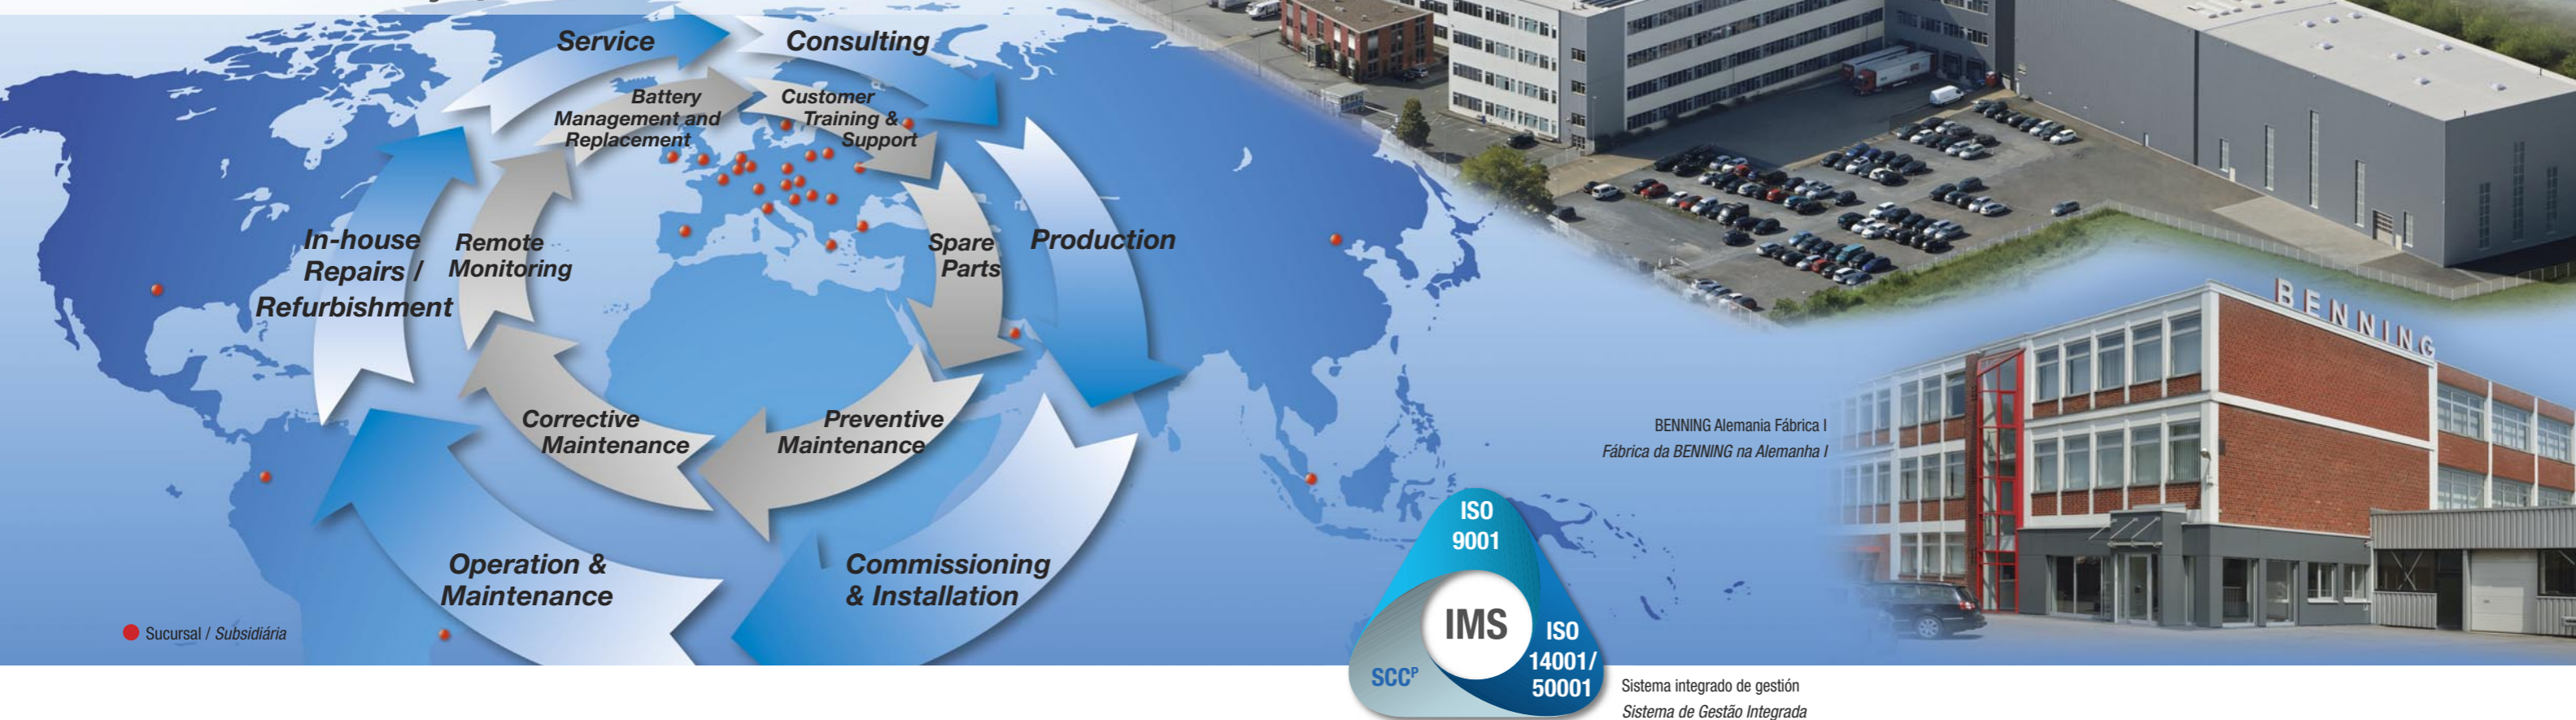 Service
Consulting
Battery
Management and
Replacement
Customer
Training &
Support
In-house
Repairs /
Refurbishment
Remote
Monitoring
Spare
Parts
Production
Corrective
Maintenance
Preventive
Maintenance
Operation &
Maintenance
Commissioning
& Installation
Sucursal / Subsidiária
BENNING
BENNING Alemania Fábrica I
Fábrica da BENNING na Alemanha I
ISO
9001
IMS
ISO
14001/
50001
SCCᴾ
Sistema integrado de gestión
Sistema de Gestão Integrada